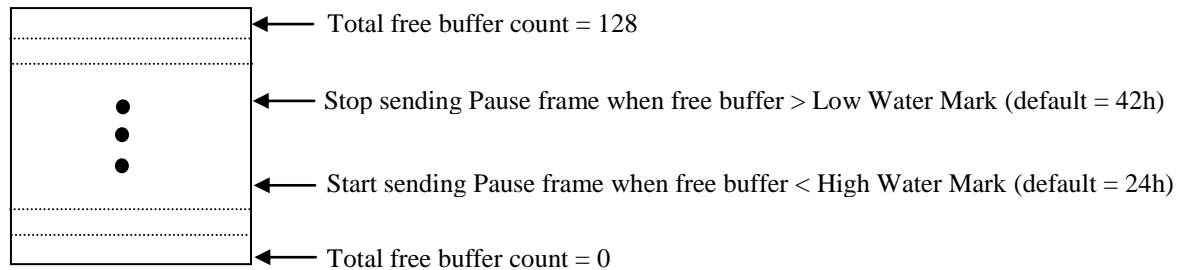 Total free buffer count = 128
Stop sending Pause frame when free buffer > Low Water Mark (default = 42h)
Start sending Pause frame when free buffer < High Water Mark (default = 24h)
Total free buffer count = 0